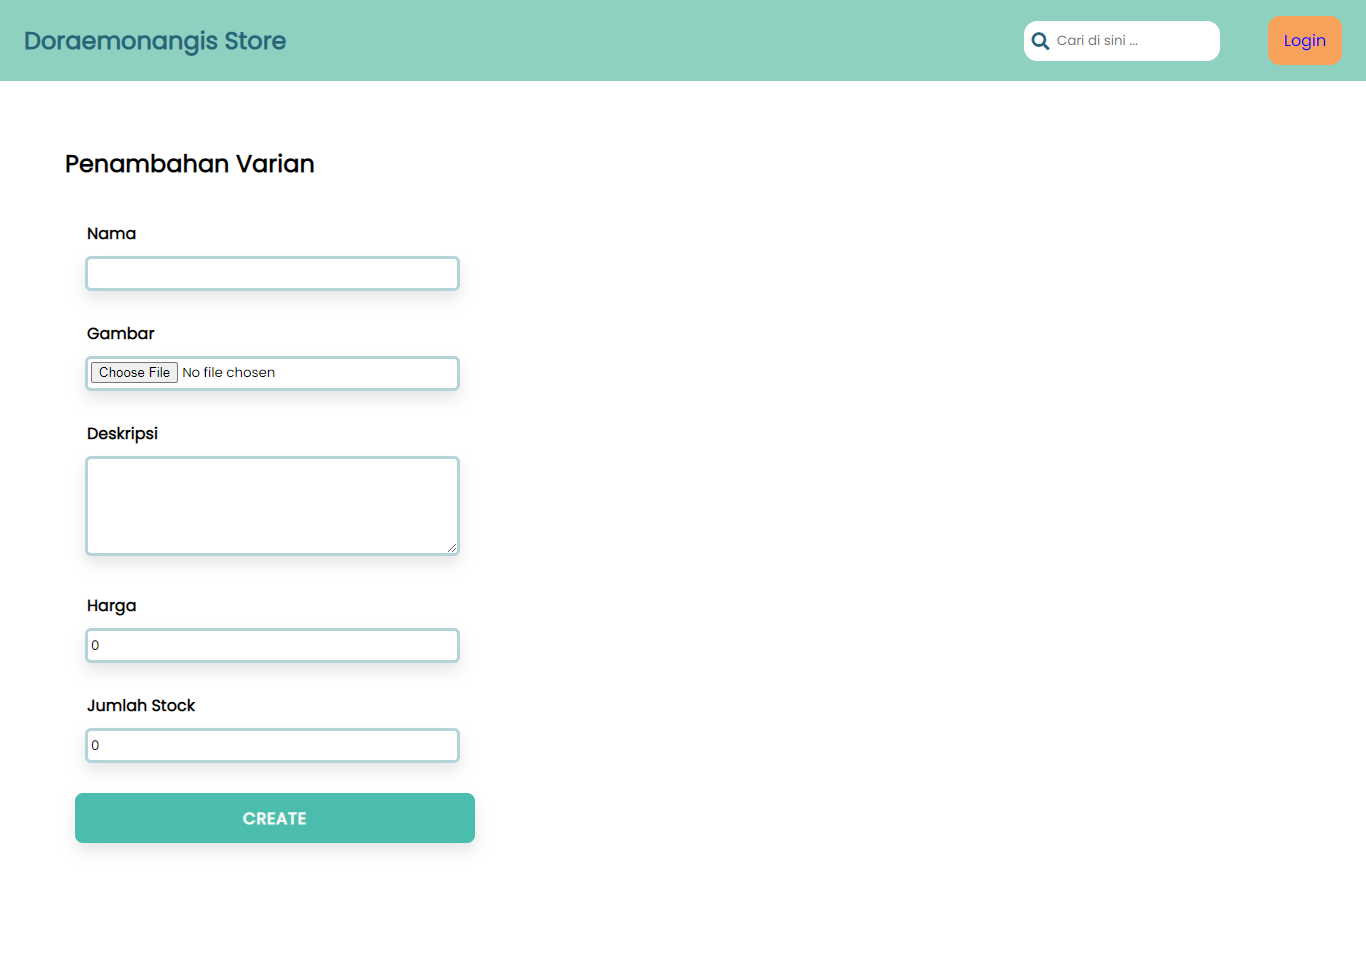 Doraemonangis Store
Cari di sini ...
Login
Penambahan Varian
Nama
Gambar
Choose File No file chosen
Deskripsi
Harga
0
Jumlah Stock
0
CREATE